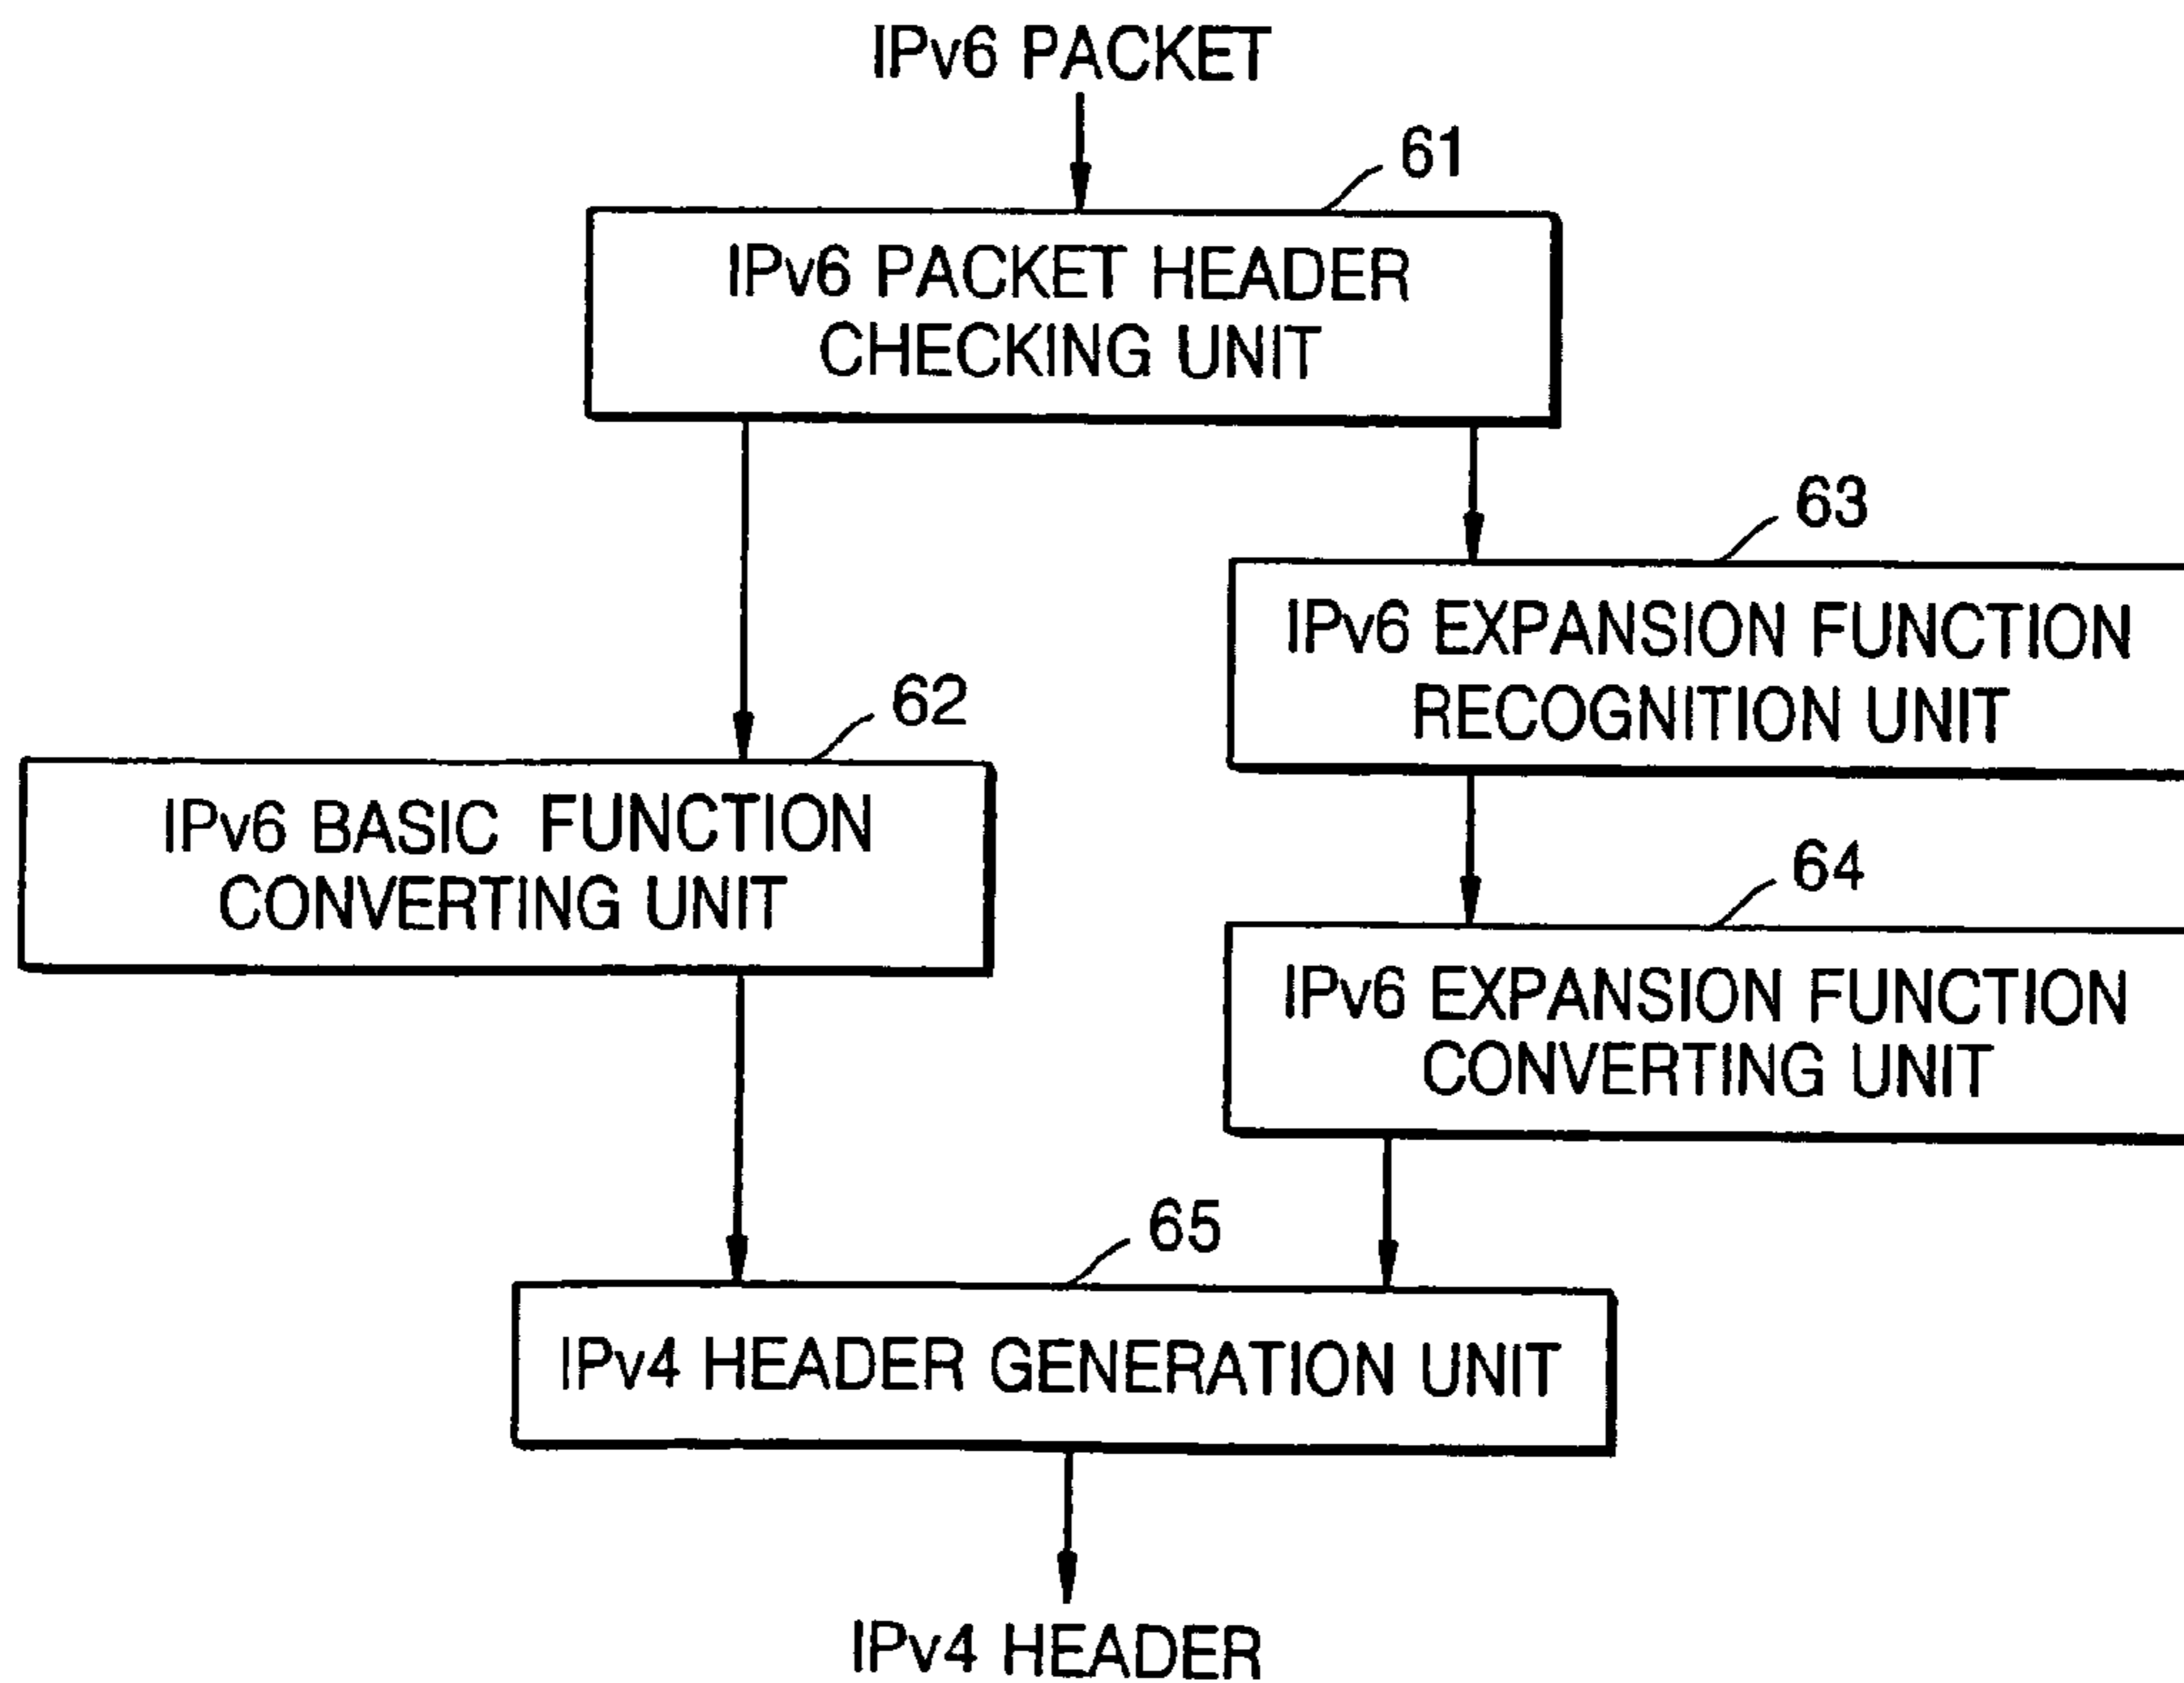 IPv6 PACKET
61
IPv6 PACKET HEADER
CHECKING UNIT
63
IPv6 EXPANSION FUNCTION
RECOGNITION UNIT
62
IPv6 BASIC FUNCTION
CONVERTING UNIT
64
IPv6 EXPANSION FUNCTION
CONVERTING UNIT
65
IPv4 HEADER GENERATION UNIT
IPv4 HEADER